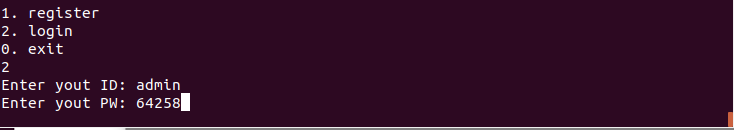 1. register
2. login
0. exit
2
Enter yout ID: admin
Enter yout PW: 64258